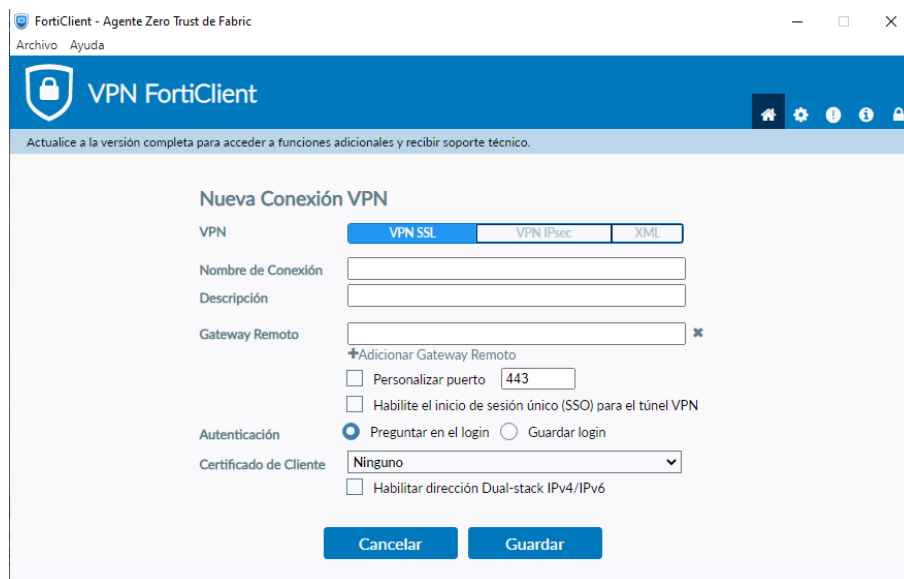 FortiClient - Agente Zero Trust de Fabric
Archivo Ayuda
VPN FortiClient
Actualice a la versión completa para acceder a funciones adicionales y recibir soporte técnico.
Nueva Conexión VPN
VPN VPN SSL VPN IPsec XML
Nombre de Conexión
Descripción
Gateway Remoto
+Adicionar Gateway Remoto
Personalizar puerto 443
Habilite el inicio de sesión único (SSO) para el túnel VPN
Autenticación Preguntar en el login Guardar login
Certificado de Cliente Ninguno
Habilitar dirección Dual-stack IPv4/IPv6
Cancelar Guardar